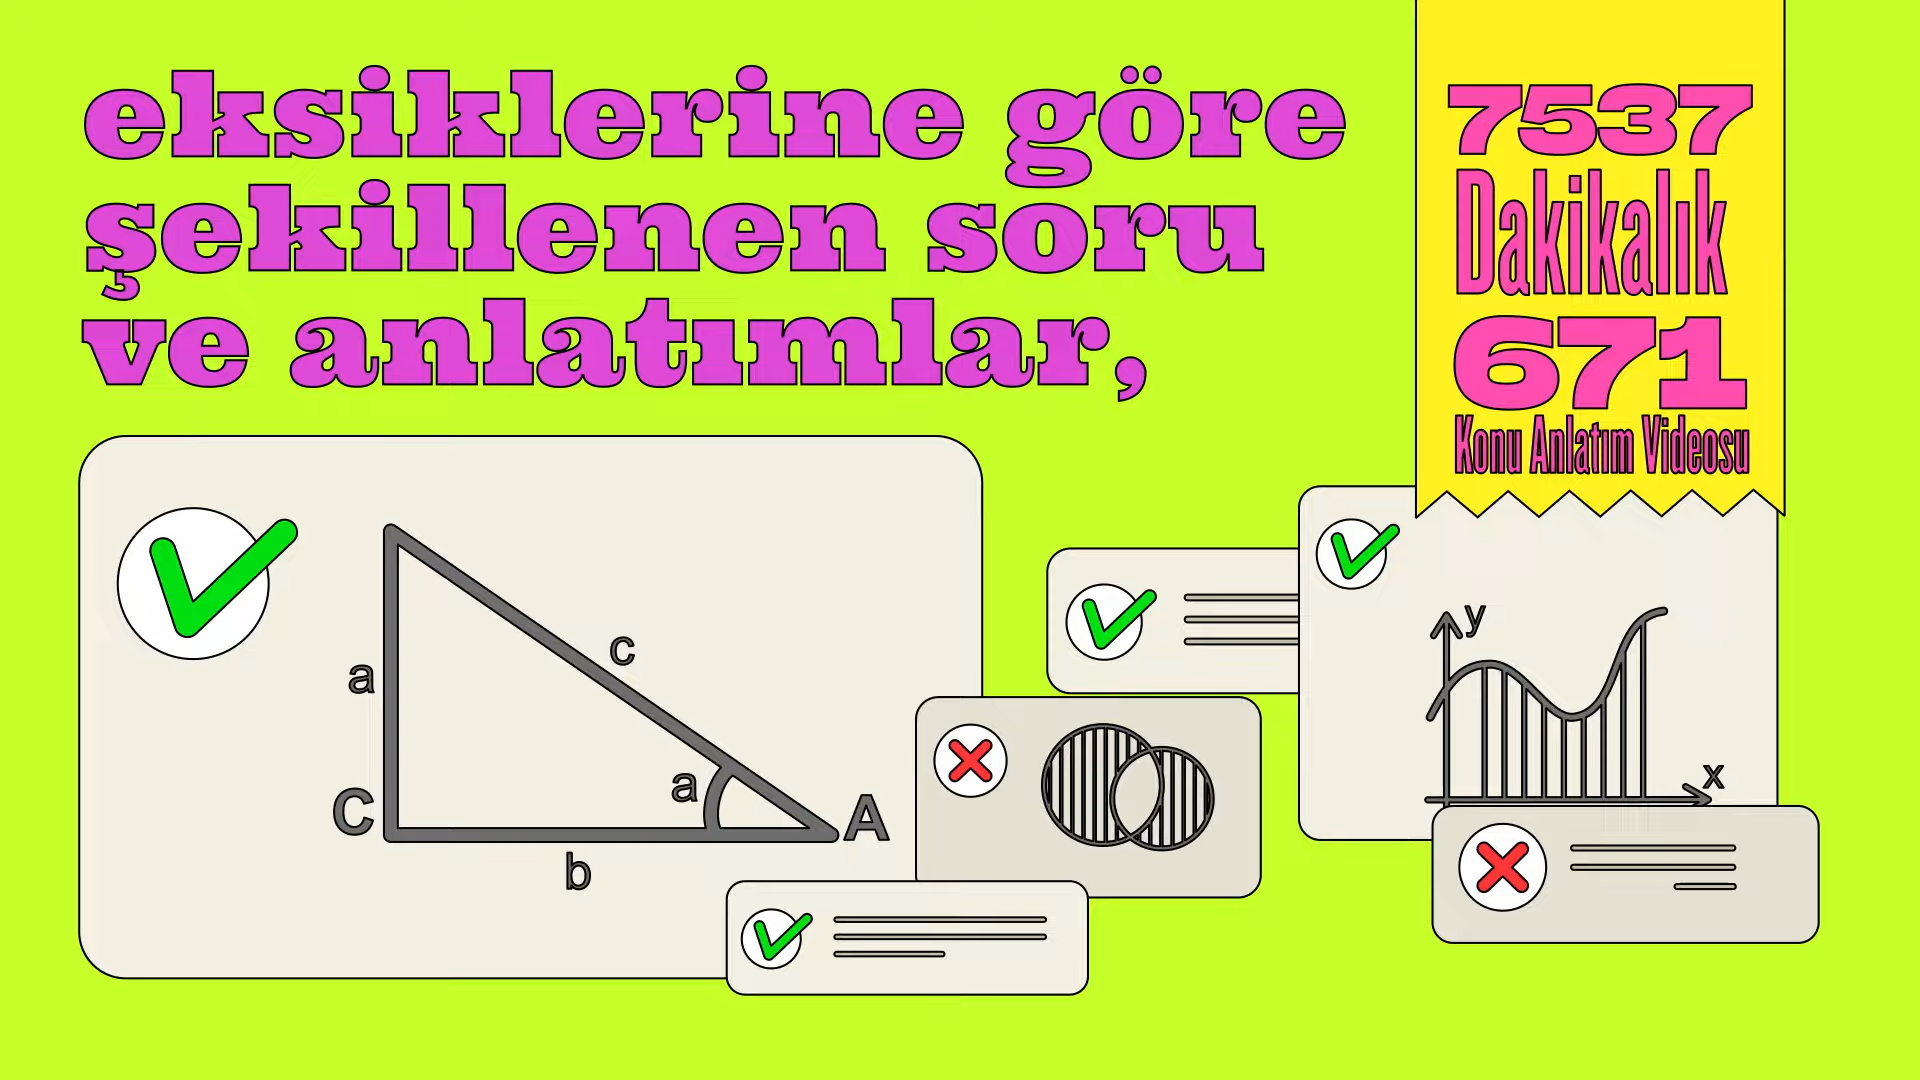 eksiklerine göre
şekillenen soru
ve anlatımlar,
7537
Dakikalık
671
Konu Anlatım Videosu
c
a
a
C
A
b
y
x